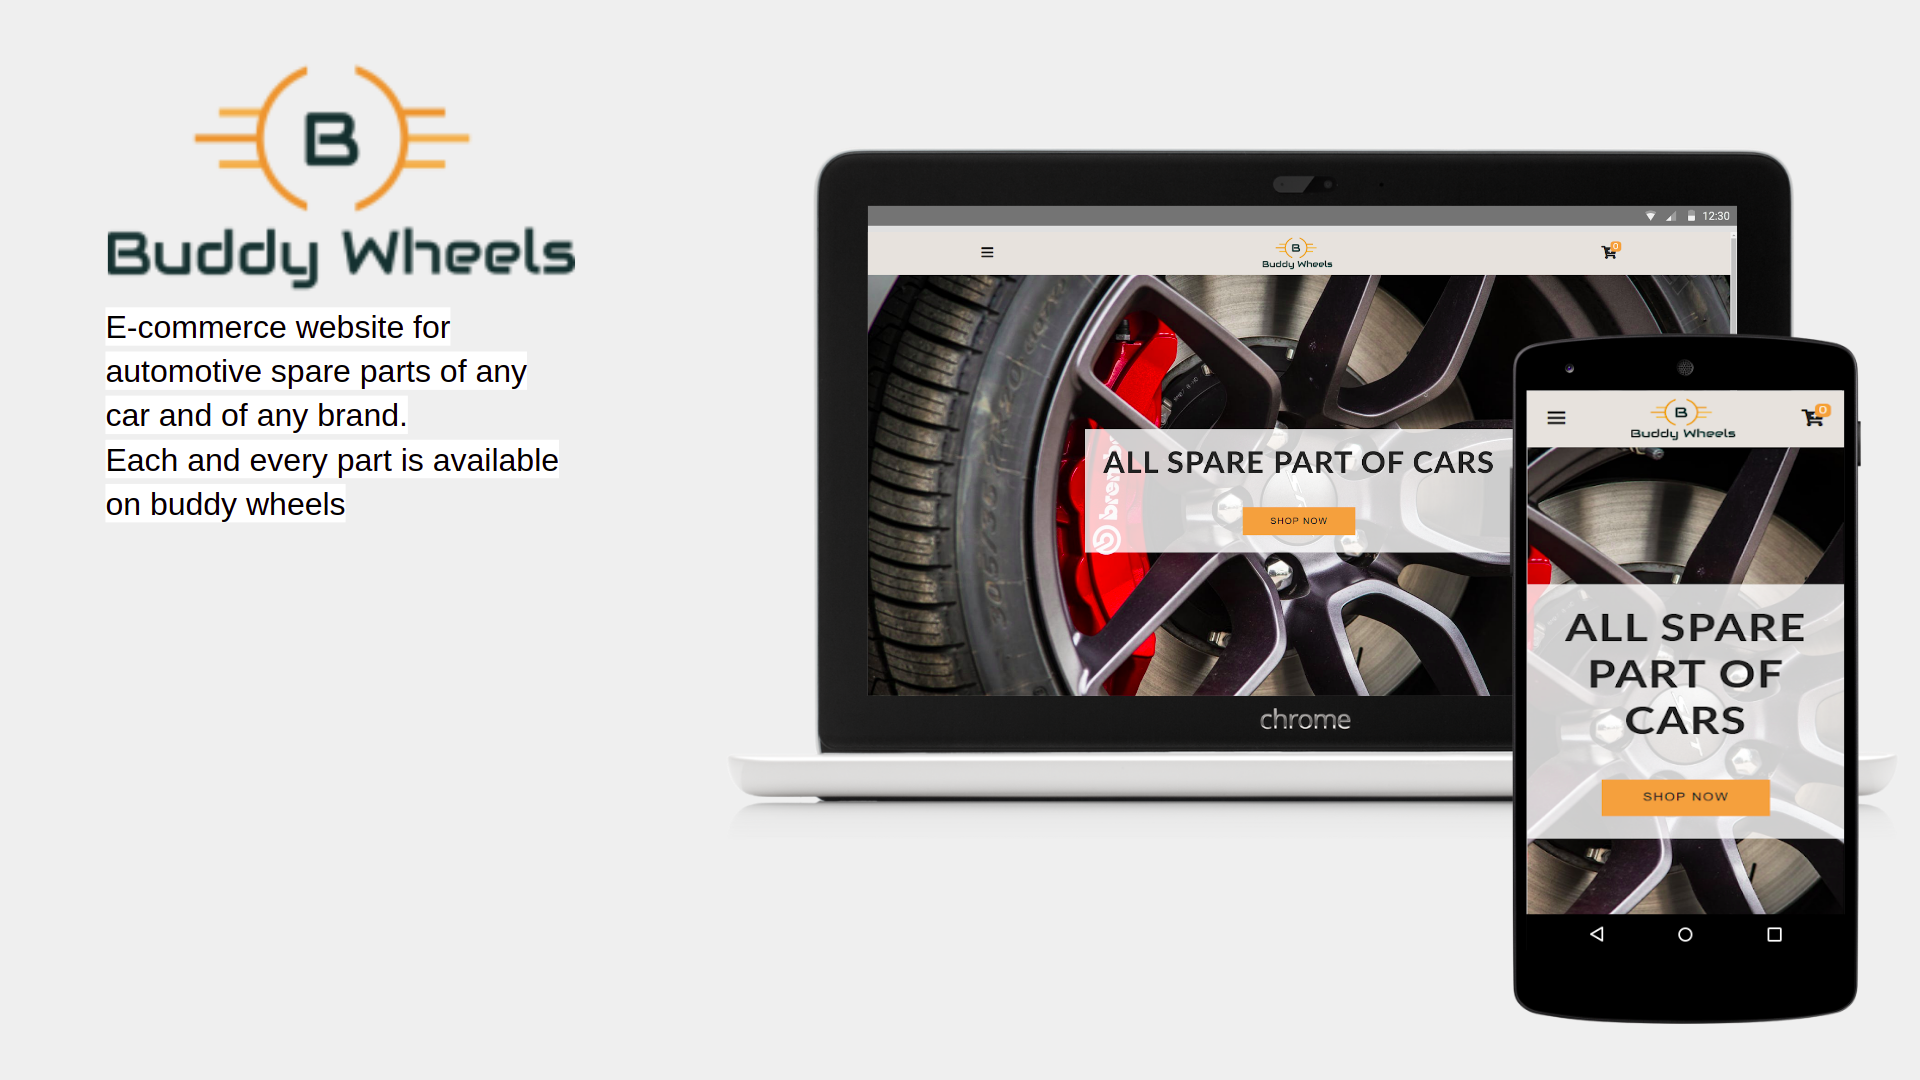 B
Buddy Wheels
E-commerce website for
automotive spare parts of any
car and of any brand.
Each and every part is available
on buddy wheels
12:30
B
Buddy Wheels
0
ALL SPARE PART OF CARS
SHOP NOW
chrome
B
Buddy Wheels
0
ALL SPARE
PART OF
CARS
SHOP NOW